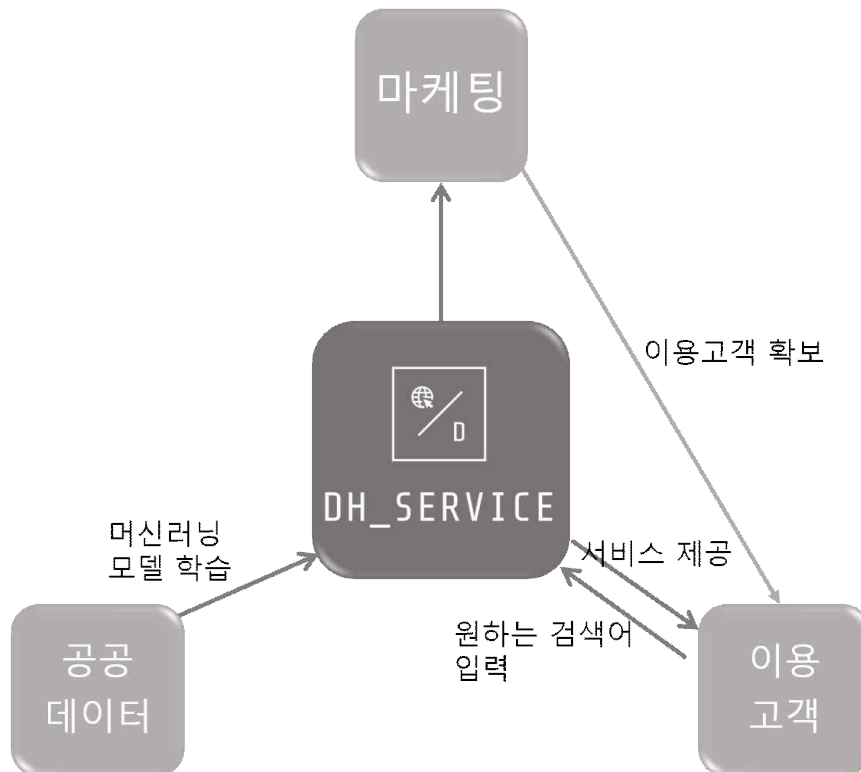 마케팅
이용고객 확보
D
DH_SERVICE
머신러닝
모델 학습
서비스 제공
원하는 검색어
입력
공공
데이터
이용
고객